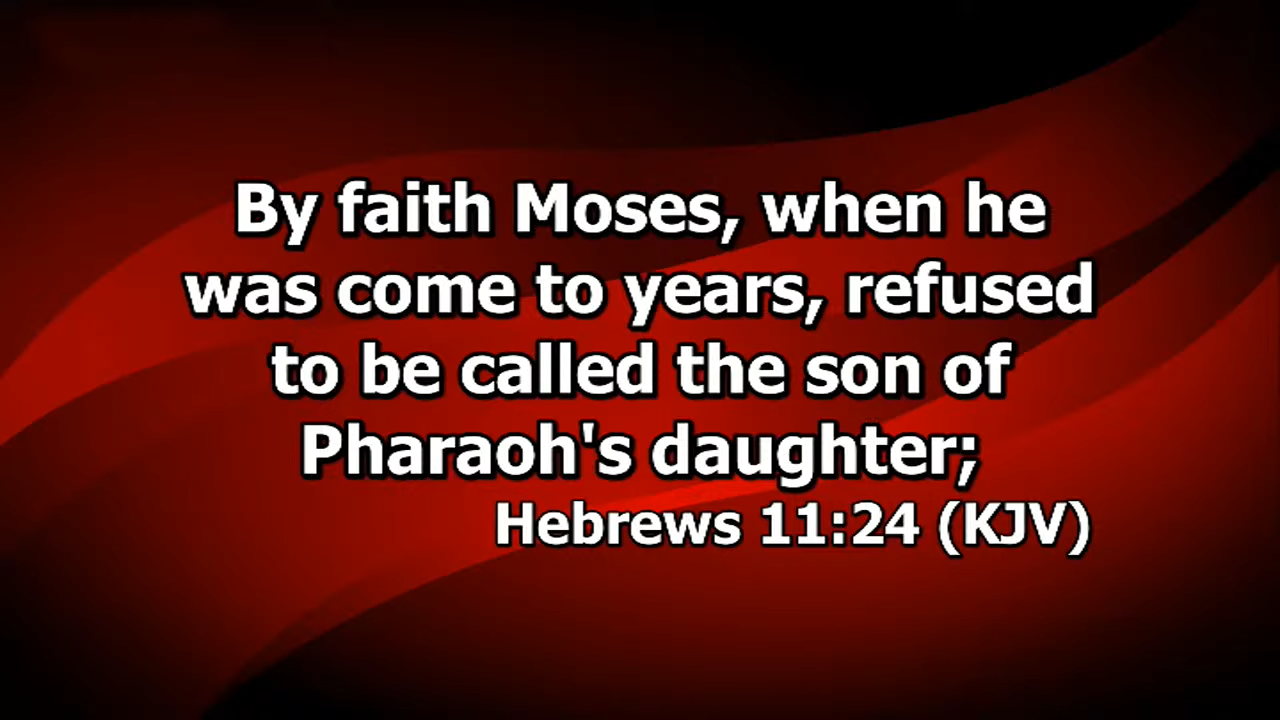 By faith Moses, when he
was come to years, refused
to be called the son of
Pharaoh's daughter;
Hebrews 11:24 (KJV)